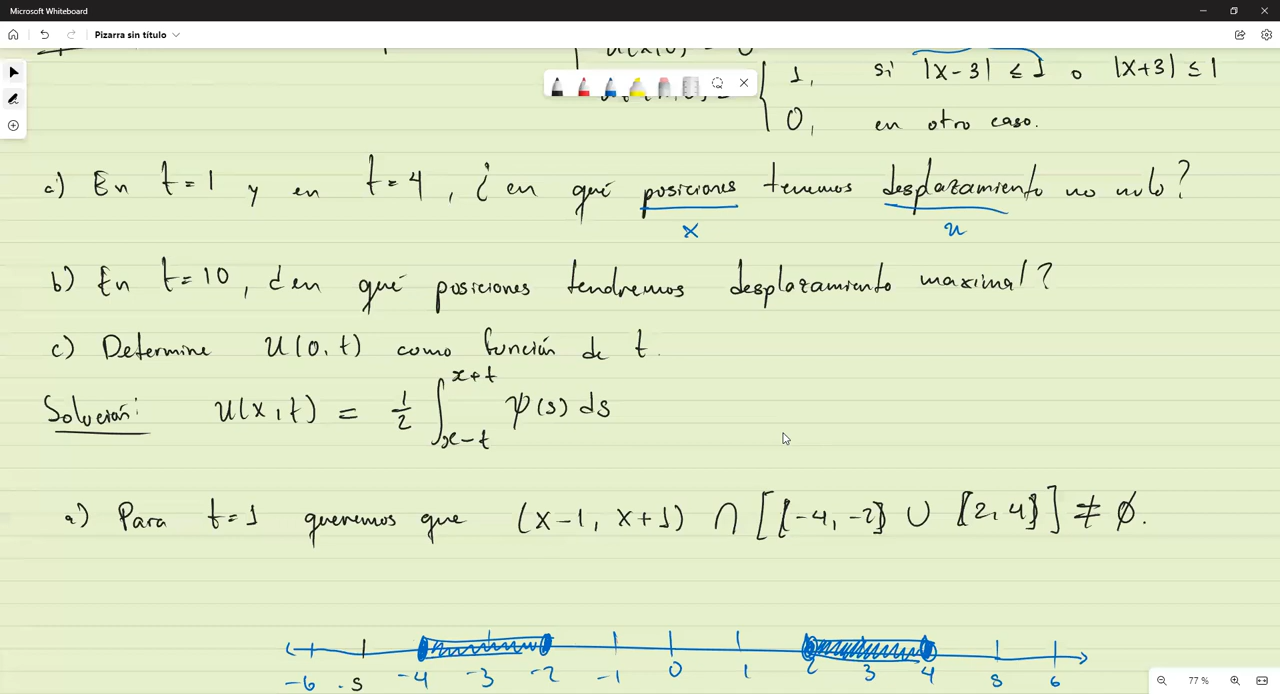 Microsoft Whiteboard
Pizarra sin título
1, si |x-3| ≤ 1 o |x+3| ≤ 1
0, en otro caso.
a) En t=1 y en t=4, ¿en qué posiciones tenemos desplazamiento no nulo?
x u
b) En t=10, ¿en qué posiciones tendremos desplazamiento maximal?
c) Determine U(0,t) como función de t.
Solución: U(x,t) = 1/2 ∫_{x-t}^{x+t} ψ(s) ds
a) Para t=1 queremos que (x-1, x+1) ∩ [[-4,-2] ∪ [2,4]] ≠ ∅.
-6 -5 -4 -3 -2 -1 0 1 2 3 4 5 6
77 %